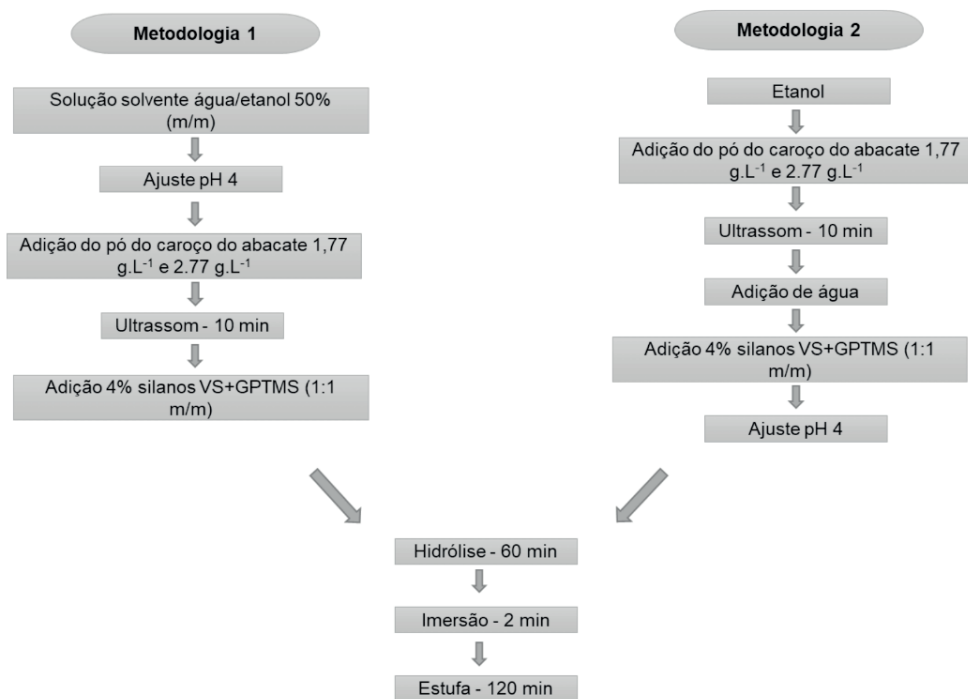 Metodologia 1
Solução solvente água/etanol 50%
(m/m)
Ajuste pH 4
Adição do pó do caroço do abacate 1,77
g.L⁻¹ e 2.77 g.L⁻¹
Ultrassom - 10 min
Adição 4% silanos VS+GPTMS (1:1
m/m)
Metodologia 2
Etanol
Adição do pó do caroço do abacate 1,77
g.L⁻¹ e 2.77 g.L⁻¹
Ultrassom - 10 min
Adição de água
Adição 4% silanos VS+GPTMS (1:1
m/m)
Ajuste pH 4
Hidrólise - 60 min
Imersão - 2 min
Estufa - 120 min